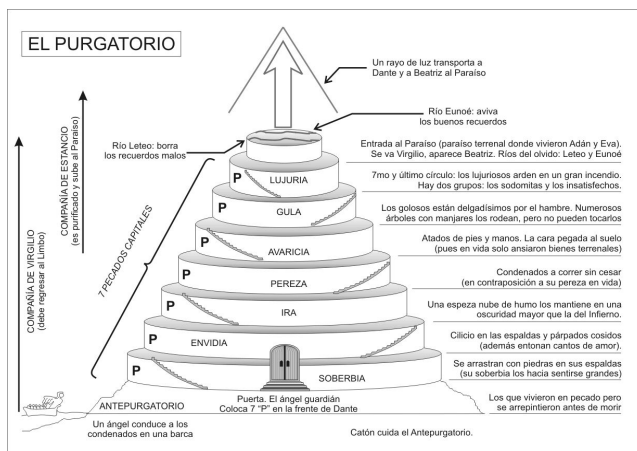 EL PURGATORIO
Un rayo de luz transporta a
Dante y a Beatriz al Paraíso
Río Eunoé: aviva
los buenos recuerdos
Río Leteo: borra
los recuerdos malos
Entrada al Paraíso (paraíso terrenal donde vivieron Adán y Eva).
Se va Virgilio, aparece Beatriz. Ríos del olvido: Leteo y Eunoé
COMPAÑÍA DE VIRGILIO
(debe regresar al Limbo)
COMPAÑÍA DE ESTANCIO
(es purificado y sube al Paraíso)
7 PECADOS CAPITALES
P
LUJURIA
7mo y último círculo: los lujuriosos arden en un gran incendio.
Hay dos grupos: los sodomitas y los insatisfechos.
P
GULA
Los golosos están delgadísimos por el hambre. Numerosos
árboles con manjares los rodean, pero no pueden tocarlos
P
AVARICIA
Atados de pies y manos. La cara pegada al suelo
(pues en vida solo ansiaron bienes terrenales)
P
PEREZA
Condenados a correr sin cesar
(en contraposición a su pereza en vida)
P
IRA
Una espeza nube de humo los mantiene en una
oscuridad mayor que la del Infierno.
P
ENVIDIA
Cilicio en las espaldas y párpados cosidos
(además entonan cantos de amor).
P
SOBERBIA
Se arrastran con piedras en sus espaldas
(su soberbia los hacia sentirse grandes)
ANTEPURGATORIO
Puerta. El ángel guardián
Coloca 7 "P" en la frente de Dante
Los que vivieron en pecado pero
se arrepintieron antes de morir
Un ángel conduce a los
condenados en una barca
Catón cuida el Antepurgatorio.